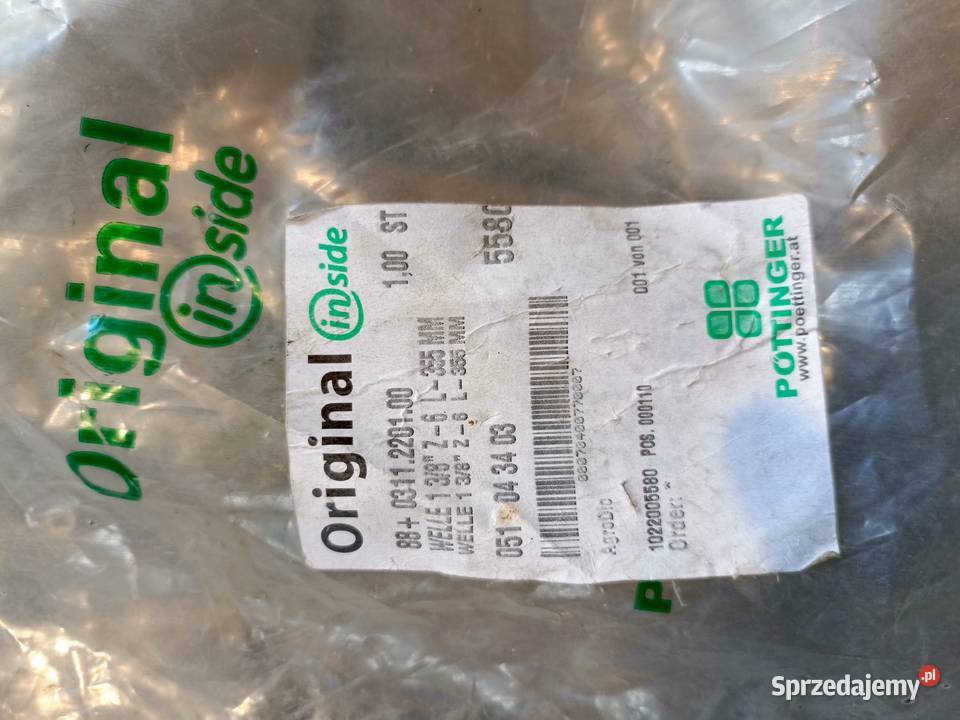 Original
inside
Original inside
88+ 0311.2201.00 1,00 ST
WELLE 1 3/8" Z-6 L-355 MM
WELLE 1 3/8" Z-6 L-355 MM
051 04 34 03 5580
AgroDio
1022005580 POS. 000110 001 von 001
Order: *
PÖTTINGER
www.poettinger.at
P
Sprzedajemy.pl